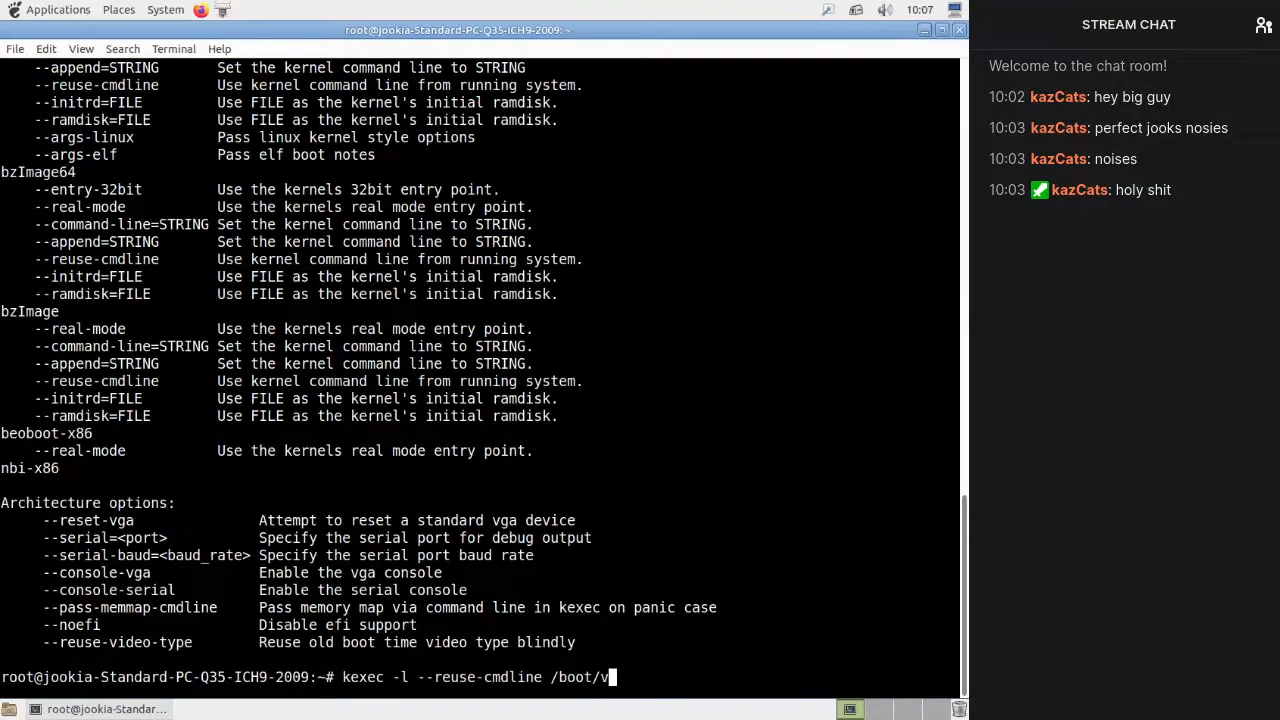 Applications Places System 10:07
root@jookia-Standard-PC-Q35-ICH9-2009: ~
File Edit View Search Terminal Help
--append=STRING Set the kernel command line to STRING
--reuse-cmdline Use kernel command line from running system.
--initrd=FILE Use FILE as the kernel's initial ramdisk.
--ramdisk=FILE Use FILE as the kernel's initial ramdisk.
--args-linux Pass linux kernel style options
--args-elf Pass elf boot notes
bzImage64
--entry-32bit Use the kernels 32bit entry point.
--real-mode Use the kernels real mode entry point.
--command-line=STRING Set the kernel command line to STRING.
--append=STRING Set the kernel command line to STRING.
--reuse-cmdline Use kernel command line from running system.
--initrd=FILE Use FILE as the kernel's initial ramdisk.
--ramdisk=FILE Use FILE as the kernel's initial ramdisk.
bzImage
--real-mode Use the kernels real mode entry point.
--command-line=STRING Set the kernel command line to STRING.
--append=STRING Set the kernel command line to STRING.
--reuse-cmdline Use kernel command line from running system.
--initrd=FILE Use FILE as the kernel's initial ramdisk.
--ramdisk=FILE Use FILE as the kernel's initial ramdisk.
beoboot-x86
--real-mode Use the kernels real mode entry point.
nbi-x86
Architecture options:
--reset-vga Attempt to reset a standard vga device
--serial=<port> Specify the serial port for debug output
--serial-baud=<baud_rate> Specify the serial port baud rate
--console-vga Enable the vga console
--console-serial Enable the serial console
--pass-memmap-cmdline Pass memory map via command line in kexec on panic case
--noefi Disable efi support
--reuse-video-type Reuse old boot time video type blindly
root@jookia-Standard-PC-Q35-ICH9-2009:~# kexec -l --reuse-cmdline /boot/v
root@jookia-Standar...
STREAM CHAT
Welcome to the chat room!
10:02 kazCats: hey big guy
10:03 kazCats: perfect jooks nosies
10:03 kazCats: noises
10:03 kazCats: holy shit